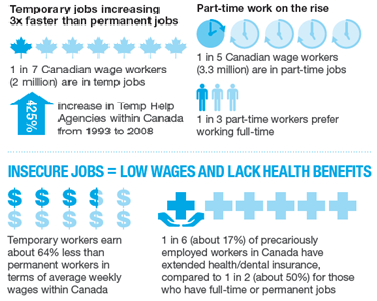 Temporary jobs increasing
3x faster than permanent jobs
1 in 7 Canadian wage workers
(2 million) are in temp jobs
425%
increase in Temp Help
Agencies within Canada
from 1993 to 2008
Part-time work on the rise
1 in 5 Canadian wage workers
(3.3 million) are in part-time jobs
1 in 3 part-time workers prefer
working full-time
INSECURE JOBS = LOW WAGES AND LACK HEALTH BENEFITS
$ $ $ $ $
$ $ $ $ $
Temporary workers earn
about 64% less than
permanent workers in
terms of average weekly
wages within Canada
1 in 6 (about 17%) of precariously
employed workers in Canada have
extended health/dental insurance,
compared to 1 in 2 (about 50%) for those
who have full-time or permanent jobs